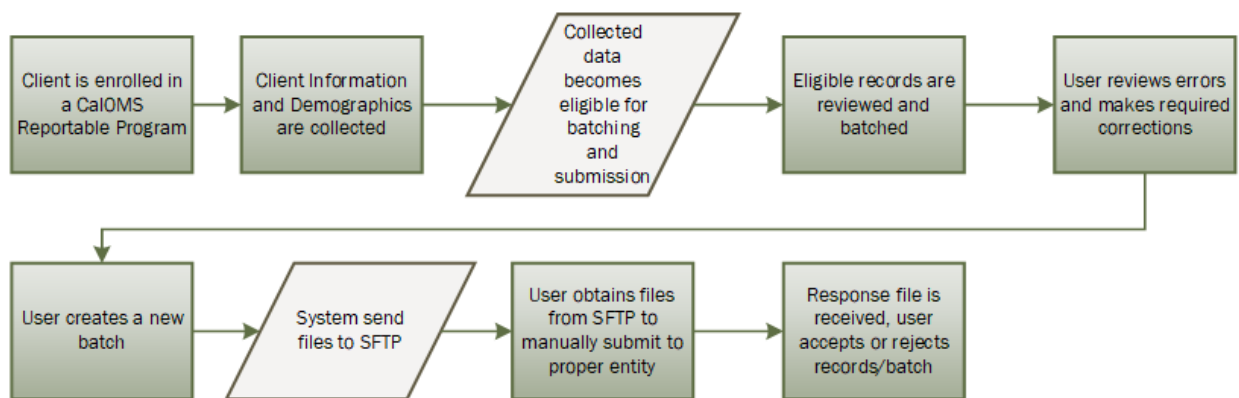 Client is enrolled in
a CalOMS
Reportable Program
Client Information
and Demographics
are collected
Collected
data
becomes
eligible for
batching
and
submission
Eligible records are
reviewed and
batched
User reviews errors
and makes required
corrections
User creates a new
batch
System send
files to SFTP
User obtains files
from SFTP to
manually submit to
proper entity
Response file is
received, user
accepts or rejects
records/batch